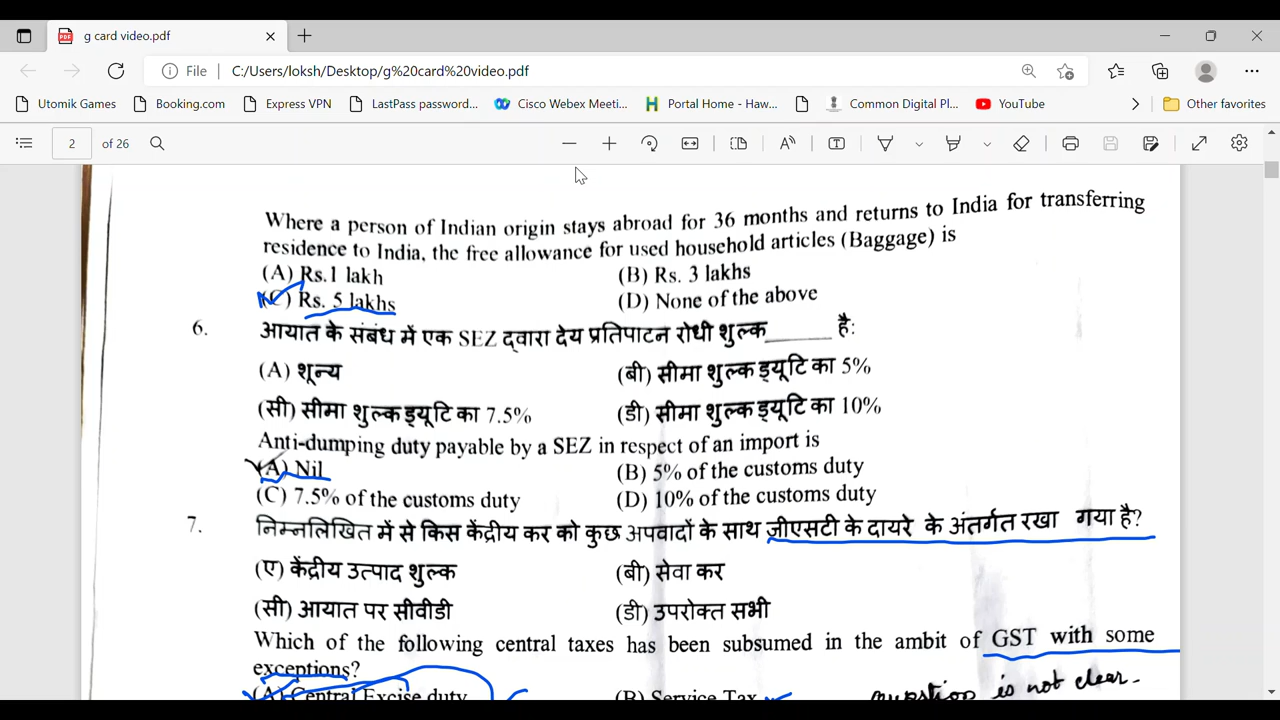 g card video.pdf
File C:/Users/loksh/Desktop/g%20card%20video.pdf
Utomik Games Booking.com Express VPN LastPass password... Cisco Webex Meeti... Portal Home - Haw... Common Digital Pl... YouTube Other favorites
2 of 26
Where a person of Indian origin stays abroad for 36 months and returns to India for transferring
residence to India, the free allowance for used household articles (Baggage) is
(A) Rs.1 lakh (B) Rs. 3 lakhs
(C) Rs. 5 lakhs (D) None of the above
6. आयात के संबंध में एक SEZ द्वारा देय प्रतिपाटन रोधी शुल्क______ है:
(A) शून्य (बी) सीमा शुल्क ड्यूटि का 5%
(सी) सीमा शुल्क ड्यूटि का 7.5% (डी) सीमा शुल्क ड्यूटि का 10%
Anti-dumping duty payable by a SEZ in respect of an import is
(A) Nil (B) 5% of the customs duty
(C) 7.5% of the customs duty (D) 10% of the customs duty
7. निम्नलिखित में से किस केंद्रीय कर को कुछ अपवादों के साथ जीएसटी के दायरे के अंतर्गत रखा गया है?
(ए) केंद्रीय उत्पाद शुल्क (बी) सेवा कर
(सी) आयात पर सीवीडी (डी) उपरोक्त सभी
Which of the following central taxes has been subsumed in the ambit of GST with some
exceptions?
(A) Central Excise duty (B) Service Tax question is not clear.